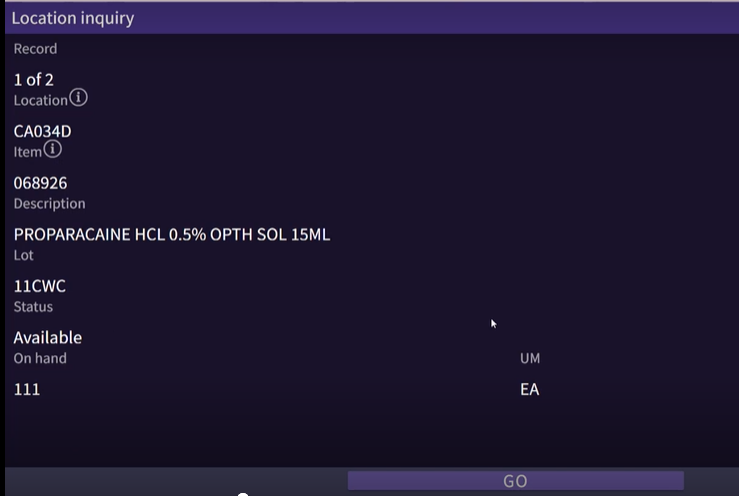 Location inquiry
Record
1 of 2
Location
CA034D
Item
068926
Description
PROPARACAINE HCL 0.5% OPTH SOL 15ML
Lot
11CWC
Status
Available
On hand UM
111 EA
GO